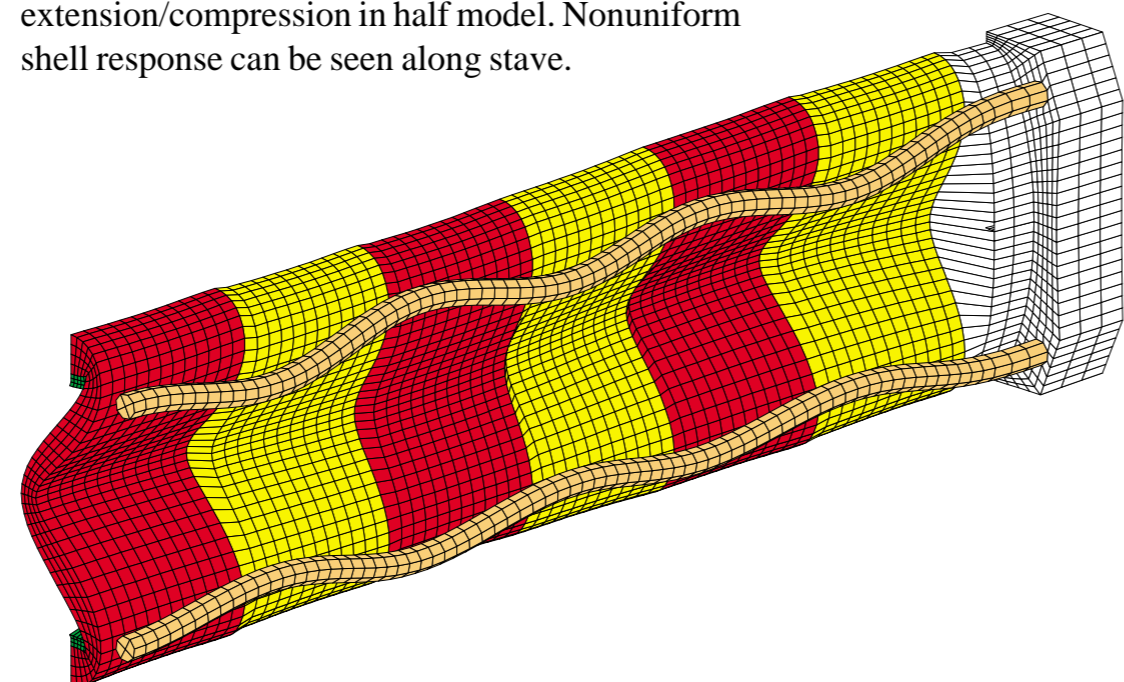 extension/compression in half model. Nonuniform
shell response can be seen along stave.